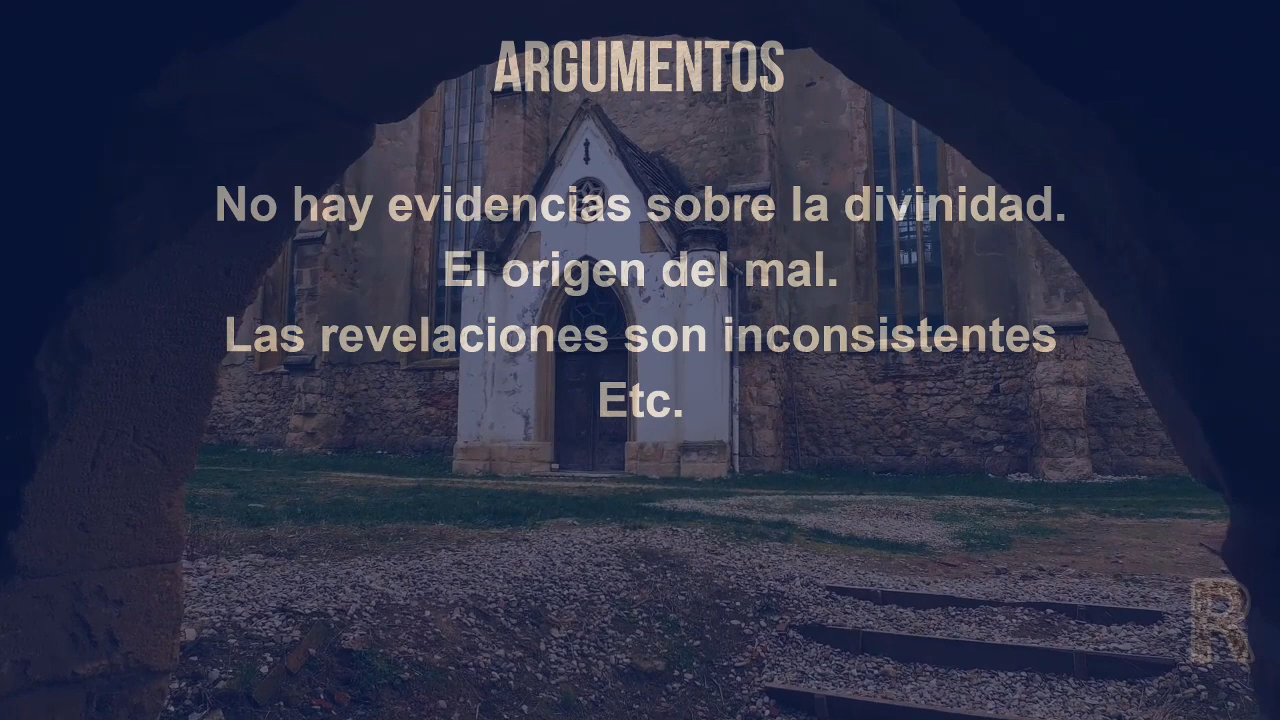 ARGUMENTOS
No hay evidencias sobre la divinidad.
El origen del mal.
Las revelaciones son inconsistentes
Etc.
R